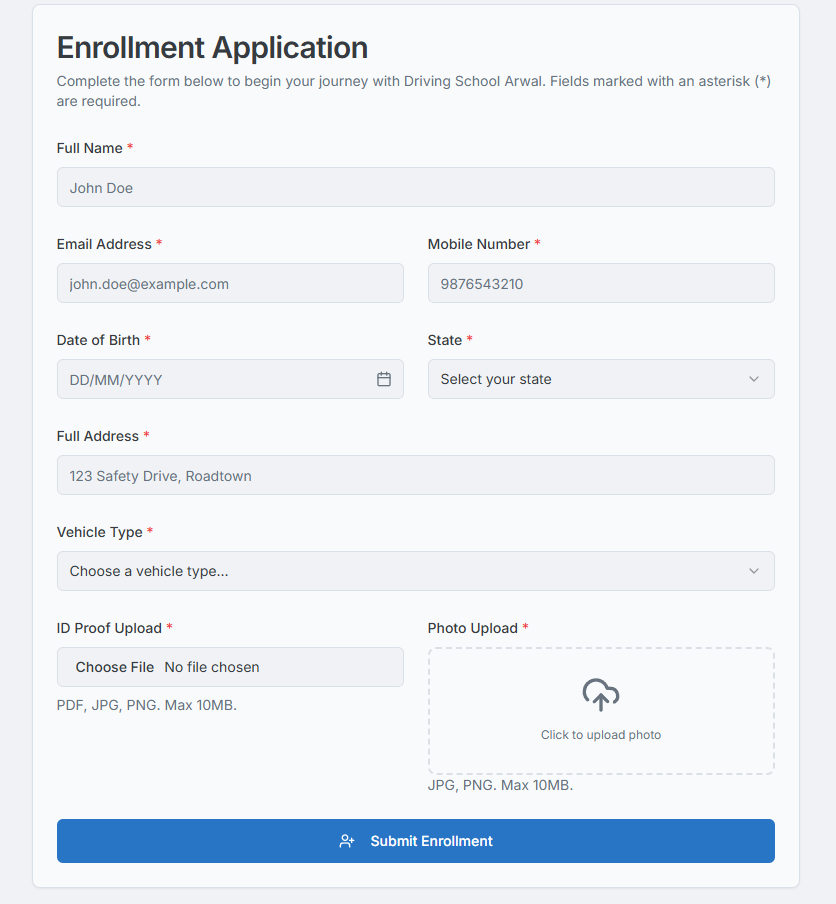 Enrollment Application
Complete the form below to begin your journey with Driving School Arwal. Fields marked with an asterisk (*)
are required.
Full Name *
John Doe
Email Address *
Mobile Number *
john.doe@example.com
9876543210
Date of Birth *
State *
DD/MM/YYYY
Select your state
Full Address *
123 Safety Drive, Roadtown
Vehicle Type *
Choose a vehicle type...
ID Proof Upload *
Photo Upload *
Choose File No file chosen
PDF, JPG, PNG. Max 10MB.
Click to upload photo
JPG, PNG. Max 10MB.
Submit Enrollment